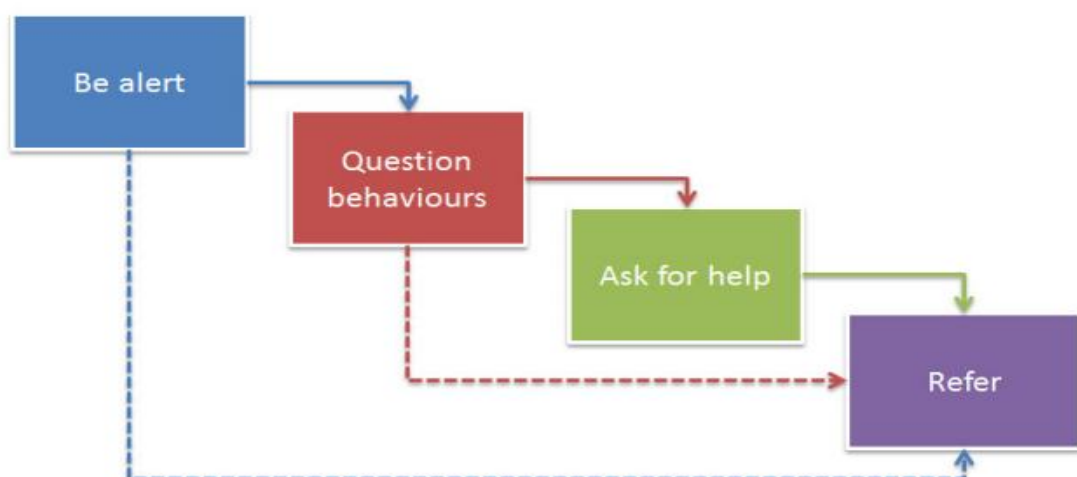 Be alert
Question
behaviours
Ask for help
Refer